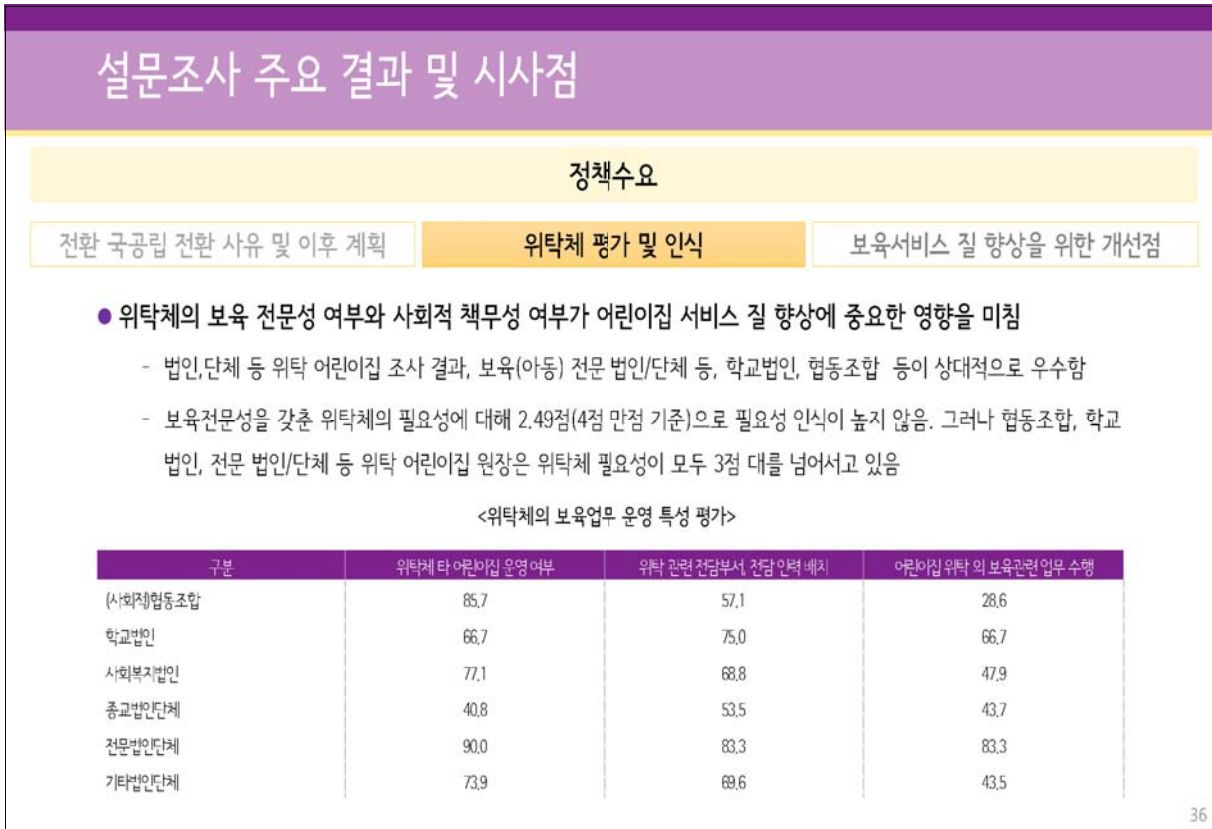 설문조사 주요 결과 및 시사점
정책수요
전환 국공립 전환 사유 및 이후 계획
위탁체 평가 및 인식
보육서비스 질 향상을 위한 개선점
● 위탁체의 보육 전문성 여부와 사회적 책무성 여부가 어린이집 서비스 질 향상에 중요한 영향을 미침
- 법인,단체 등 위탁 어린이집 조사 결과, 보육(아동) 전문 법인/단체 등, 학교법인, 협동조합 등이 상대적으로 우수함
- 보육전문성을 갖춘 위탁체의 필요성에 대해 2.49점(4점 만점 기준)으로 필요성 인식이 높지 않음. 그러나 협동조합, 학교
법인, 전문 법인/단체 등 위탁 어린이집 원장은 위탁체 필요성이 모두 3점 대를 넘어서고 있음
<위탁체의 보육업무 운영 특성 평가>
구분 위탁체 타 어린이집 운영 여부 위탁 관련 전담부서, 전담 인력 배치 어린이집 위탁 외 보육관련 업무 수행
(사회적)협동조합 85.7 57.1 28.6
학교법인 66.7 75.0 66.7
사회복지법인 77.1 68.8 47.9
종교법인단체 40.8 53.5 43.7
전문법인단체 90.0 83.3 83.3
기타법인단체 73.9 69.6 43.5
36